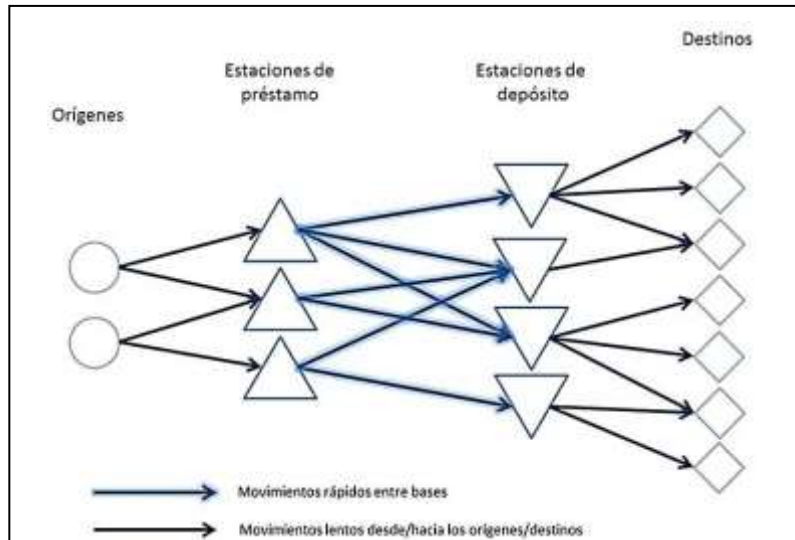 Destinos
Estaciones de
préstamo
Estaciones de
depósito
Orígenes
Movimientos rápidos entre bases
Movimientos lentos desde/hacia los orígenes/destinos